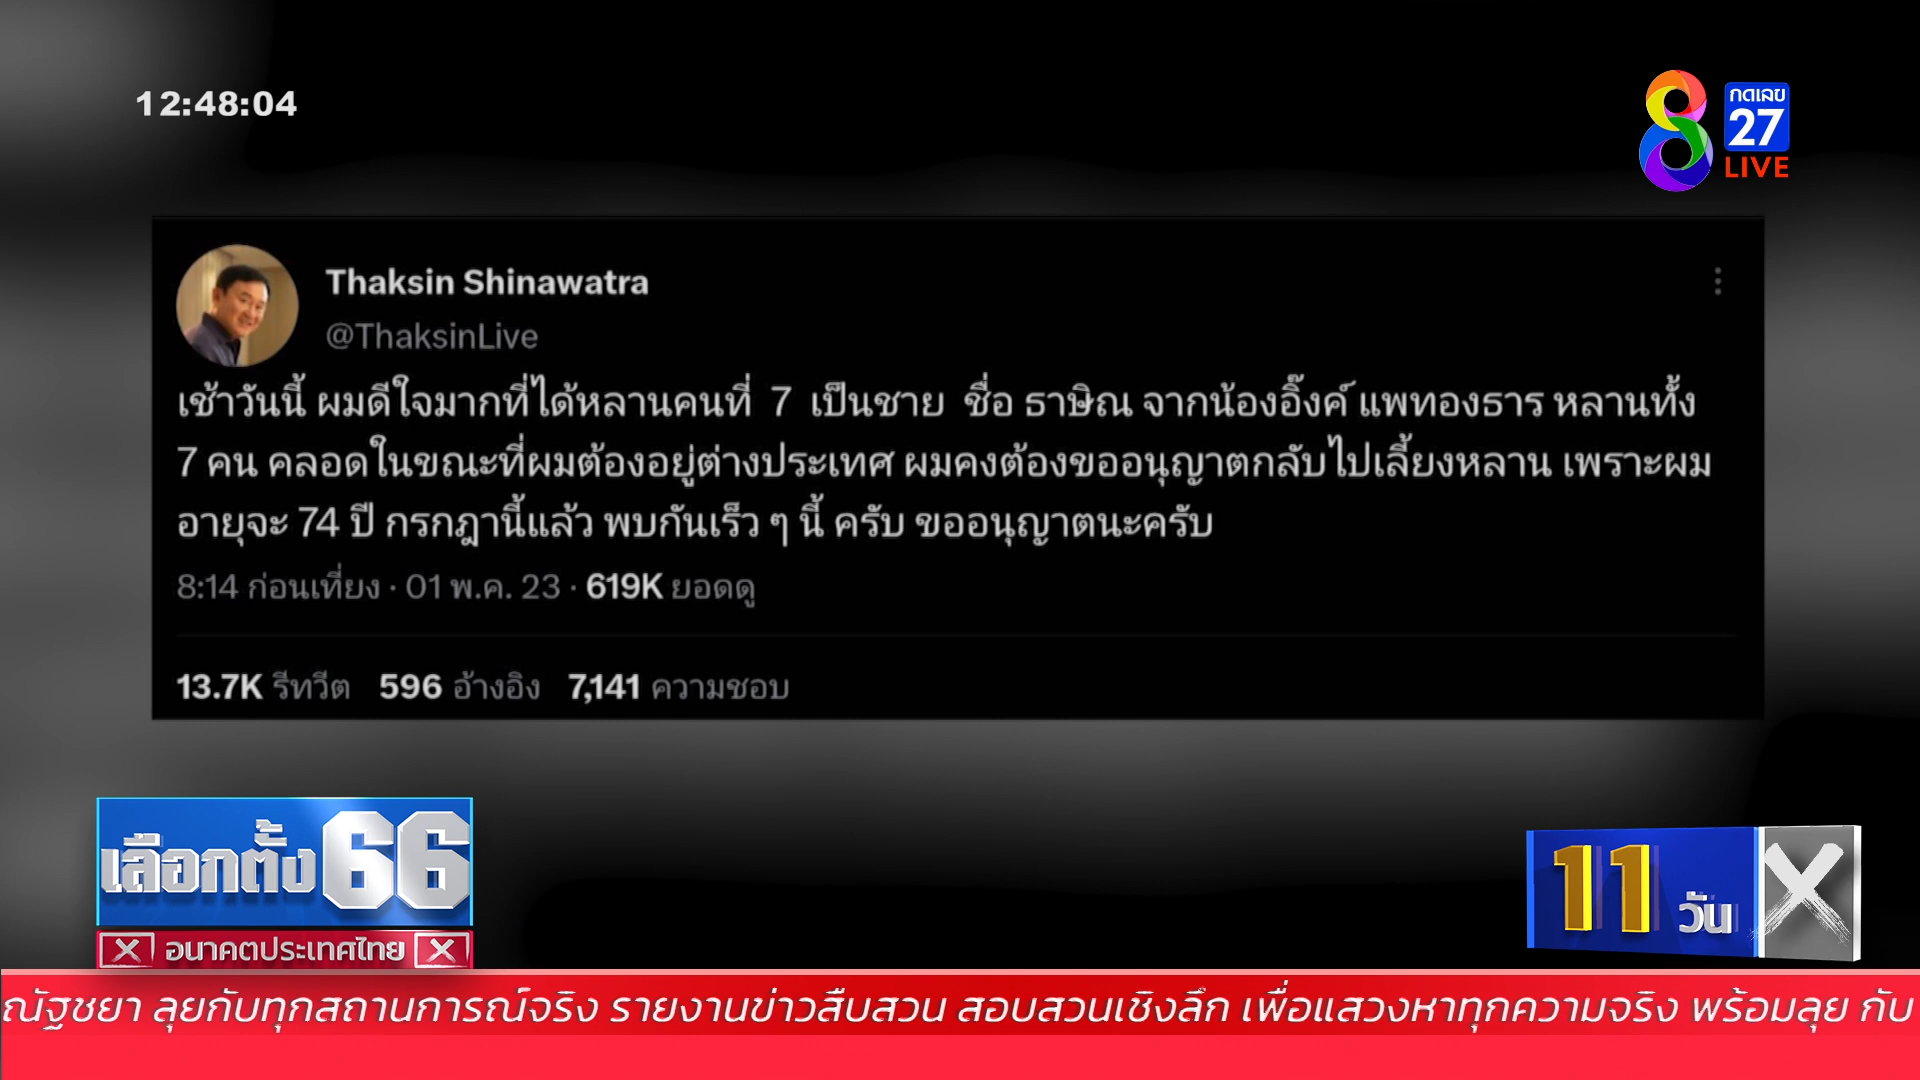 12:48:04
8
กดเลข
27
LIVE
Thaksin Shinawatra
@ThaksinLive
เช้าวันนี้ ผมดีใจมากที่ได้หลานคนที่ 7 เป็นชาย ชื่อ ธาษิณ จากน้องอิ๊งค์ แพทองธาร หลานทั้ง
7 คน คลอดในขณะที่ผมต้องอยู่ต่างประเทศ ผมคงต้องขออนุญาตกลับไปเลี้ยงหลาน เพราะผม
อายุจะ 74 ปี กรกฎานี้แล้ว พบกันเร็ว ๆ นี้ ครับ ขออนุญาตนะครับ
8:14 ก่อนเที่ยง · 01 พ.ค. 23 · 619K ยอดดู
13.7K รีทวีต 596 อ้างอิง 7,141 ความชอบ
เลือกตั้ง 66
อนาคตประเทศไทย
11 วัน
ณัฐชยา ลุยกับทุกสถานการณ์จริง รายงานข่าวสืบสวน สอบสวนเชิงลึก เพื่อแสวงหาทุกความจริง พร้อมลุย กับ